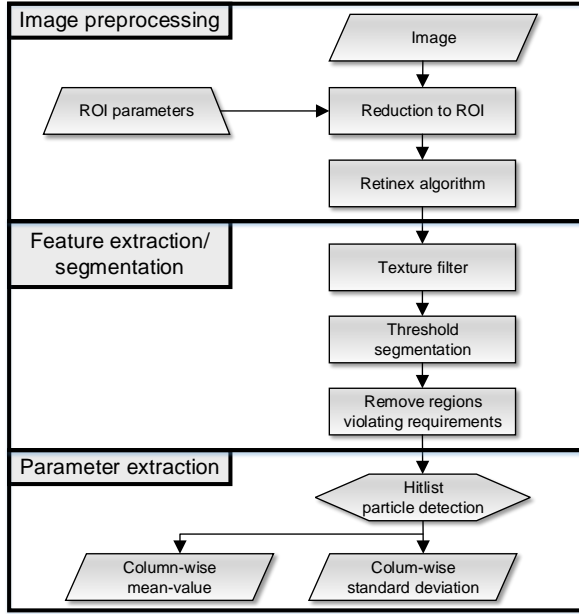 Image preprocessing
Image
ROI parameters
Reduction to ROI
Retinex algorithm
Feature extraction/
segmentation
Texture filter
Threshold
segmentation
Remove regions
violating requirements
Parameter extraction
Hitlist
particle detection
Column-wise
mean-value
Colum-wise
standard deviation